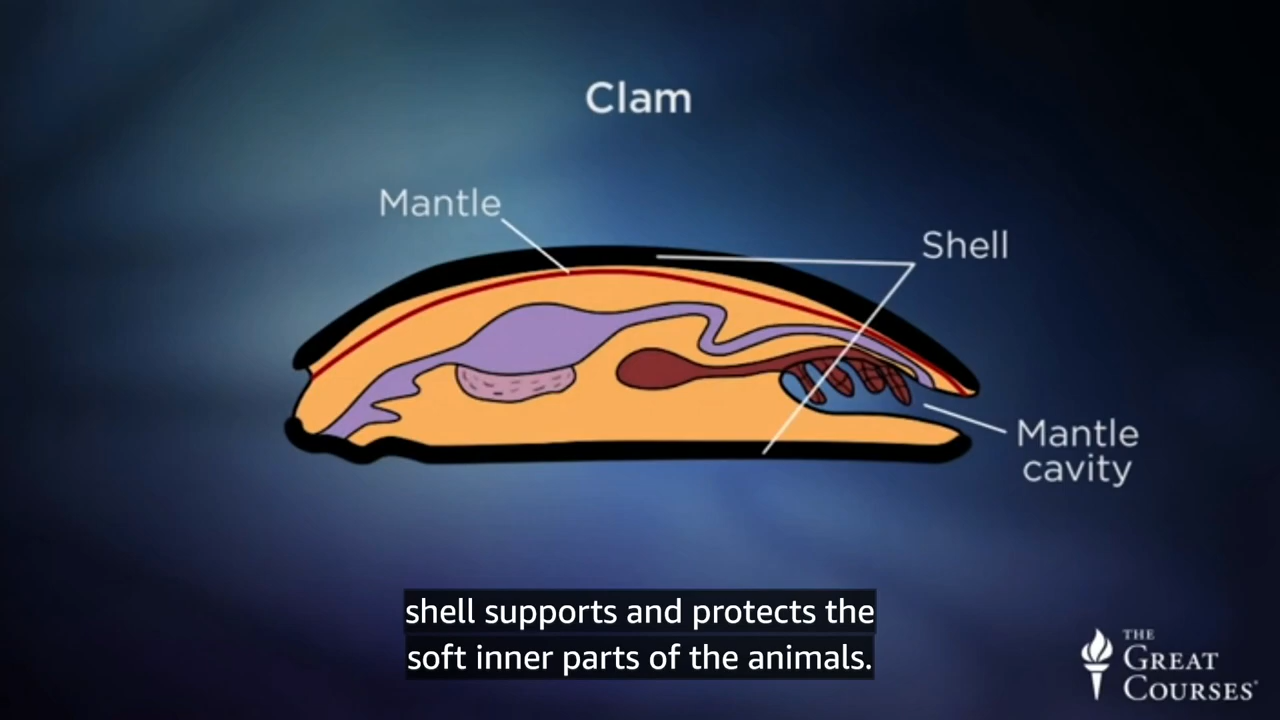 Clam
Mantle
Shell
Mantle
cavity
shell supports and protects the
soft inner parts of the animals.
THE
GREAT
COURSES